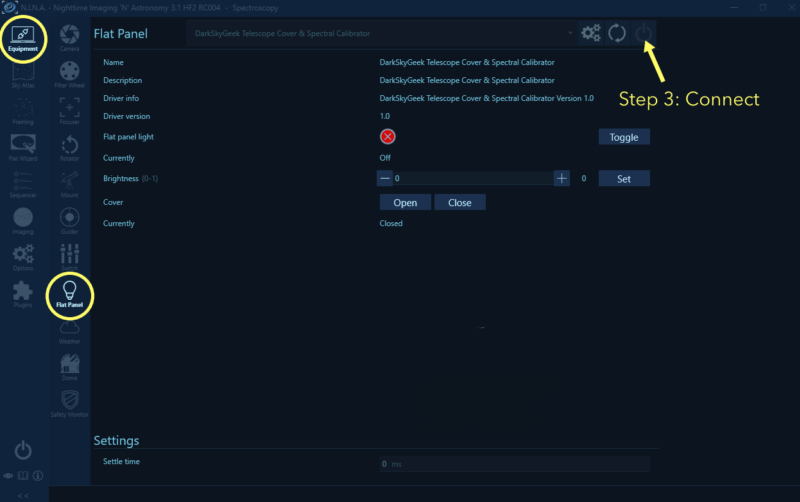 N.I.N.A. - Nighttime Imaging 'N' Astronomy 3.1 HF2 RC004 - Spectroscopy
Equipment
Sky Atlas
Framing
Flat Wizard
Sequencer
Imaging
Options
Plugins
<<
Camera
Filter Wheel
Focuser
Rotator
Mount
Guider
Switch
Flat Panel
Weather
Dome
Safety Monitor
Flat Panel
DarkSkyGeek Telescope Cover & Spectral Calibrator
Step 3: Connect
Name DarkSkyGeek Telescope Cover & Spectral Calibrator
Description DarkSkyGeek Telescope Cover & Spectral Calibrator
Driver info DarkSkyGeek Telescope Cover & Spectral Calibrator Version 1.0
Driver version 1.0
Flat panel light Toggle
Currently Off
Brightness (0-1) 0 0 Set
Cover Open Close
Currently Closed
Settings
Settle time 0 ms